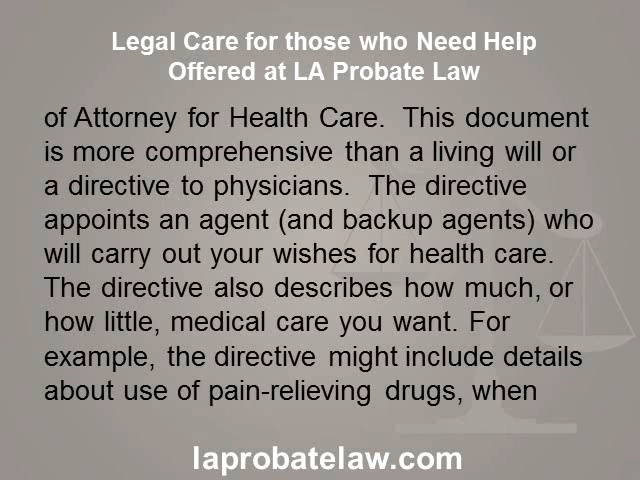 Legal Care for those who Need Help
Offered at LA Probate Law
of Attorney for Health Care.  This document
is more comprehensive than a living will or
a directive to physicians.  The directive
appoints an agent (and backup agents) who
will carry out your wishes for health care.
The directive also describes how much, or
how little, medical care you want. For
example, the directive might include details
about use of pain-relieving drugs, when
laprobatelaw.com